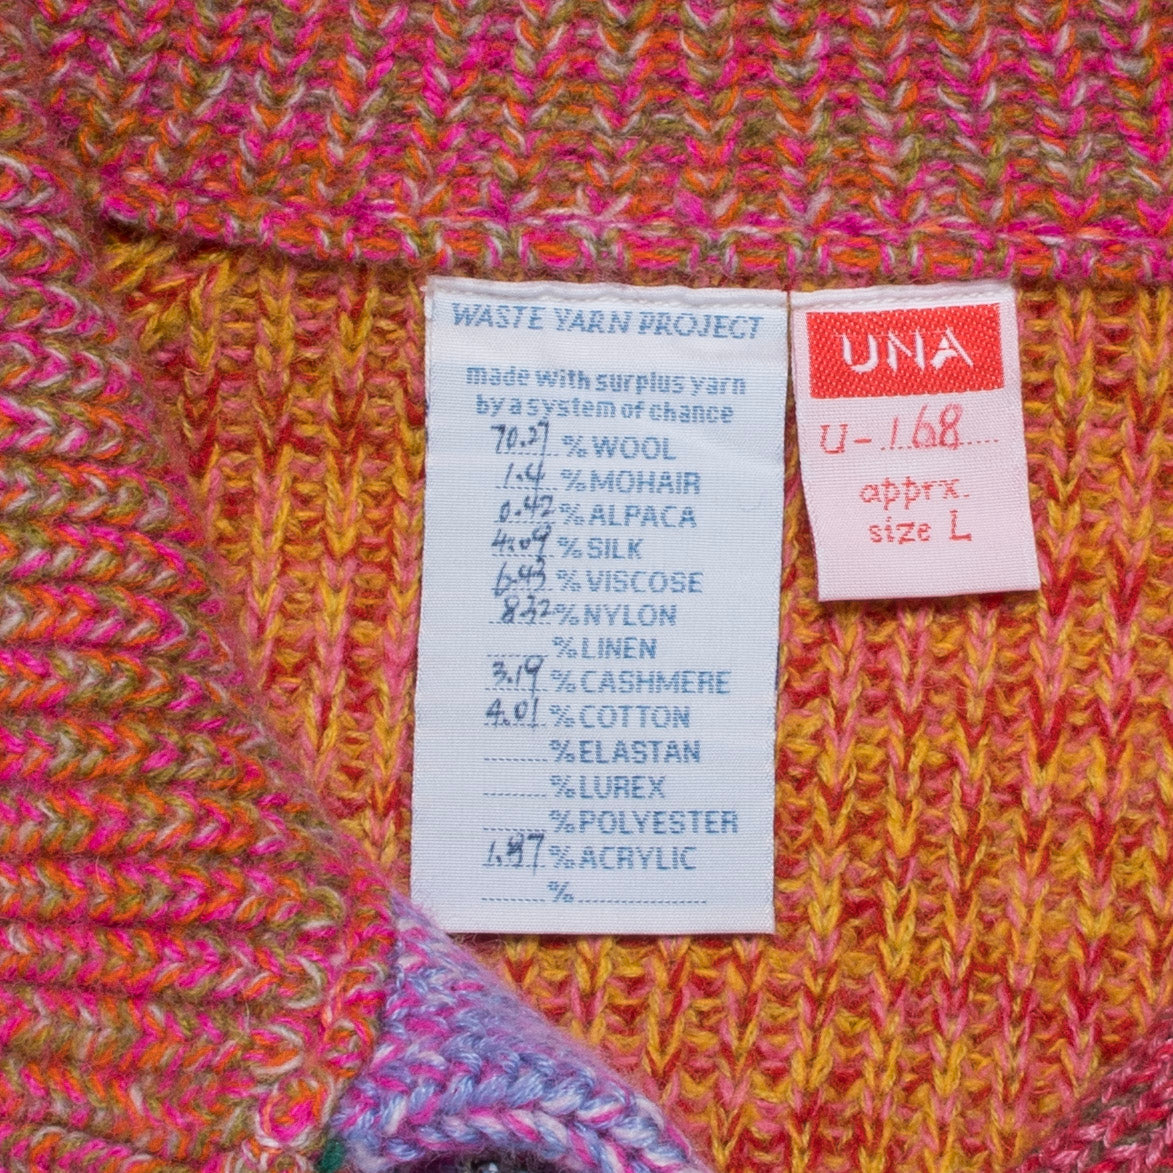 WASTE YARN PROJECT
made with surplus yarn
by a system of chance
70.27 % WOOL
1.4 % MOHAIR
0.42 % ALPACA
4.09 % SILK
6.43 % VISCOSE
8.32 % NYLON
% LINEN
3.19 % CASHMERE
4.01 % COTTON
% ELASTAN
% LUREX
% POLYESTER
1.87 % ACRYLIC
%
UNA
U-168
apprx.
size L